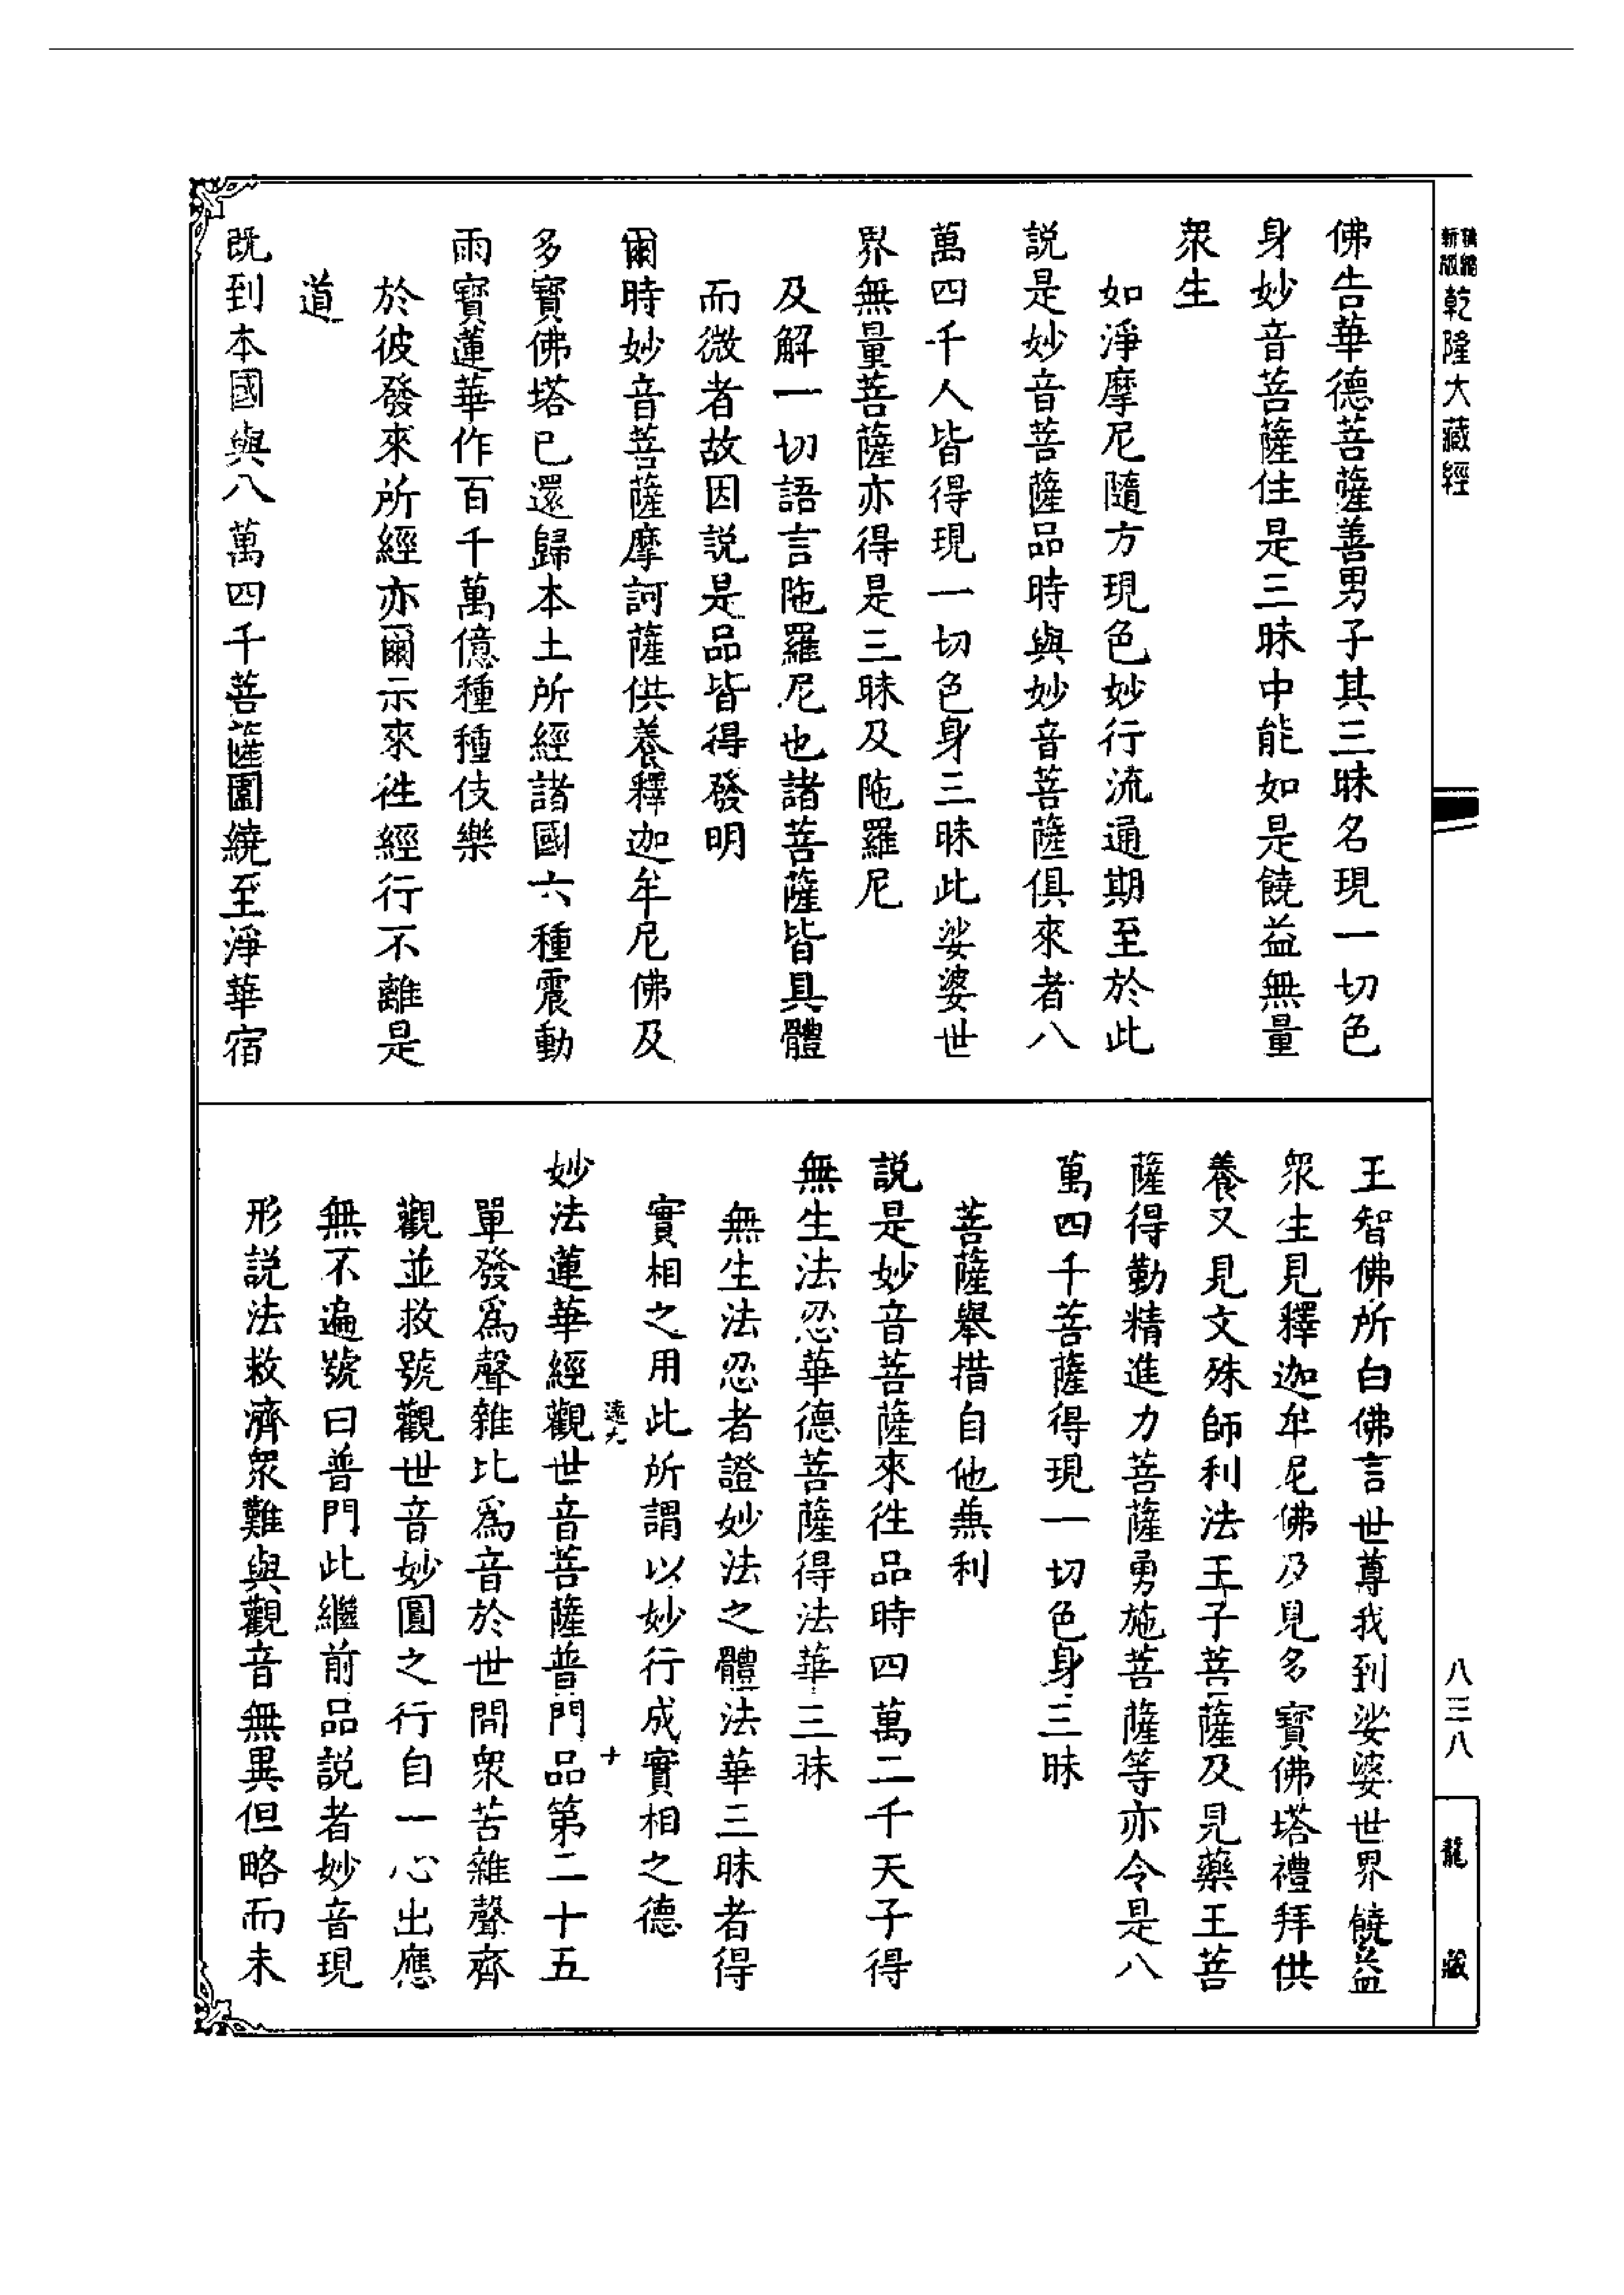 精縮新版乾隆大藏經
佛告華德菩薩善男子其三昧名現一切色
身妙音菩薩住是三昧中能如是饒益無量
眾生
如淨摩尼隨方現色妙行流通期至於此
説是妙音菩薩品時與妙音菩薩俱來者八
萬四千人皆得現一切色身三昧此娑婆世
界無量菩薩亦得是三昧及陁羅尼
及解一切語言陁羅尼也諸菩薩皆具體
而微者故因説是品皆得發明
爾時妙音菩薩摩訶薩供養釋迦牟尼佛及
多寶佛塔已還歸本土所經諸國六種震動
雨寶蓮華作百千萬億種種伎樂
於彼發來所經亦爾示來徃經行不離是
道
既到本國與八萬四千菩薩圍繞至淨華宿
王智佛所白佛言世尊我到娑婆世界饒益
眾生見釋迦牟尼佛及見多寶佛塔禮拜供
養又見文殊師利法王子菩薩及見藥王菩
薩得勤精進力菩薩勇施菩薩等亦令是八
萬四千菩薩得現一切色身三昧
菩薩舉措自他兼利
説是妙音菩薩來徃品時四萬二千天子得
無生法忍華德菩薩得法華三昧
無生法忍者證妙法之體法華三昧者得
實相之用此所謂以妙行成實相之德
遠九 十
妙法蓮華經觀世音菩薩普門品第二十五
單發爲聲雜比爲音於世間衆苦雜聲齊
觀並救號觀世音妙圓之行自一心出應
無不遍號曰普門此繼前品説者妙音現
形説法救濟眾難與觀音無異但略而未
八三八
龍藏